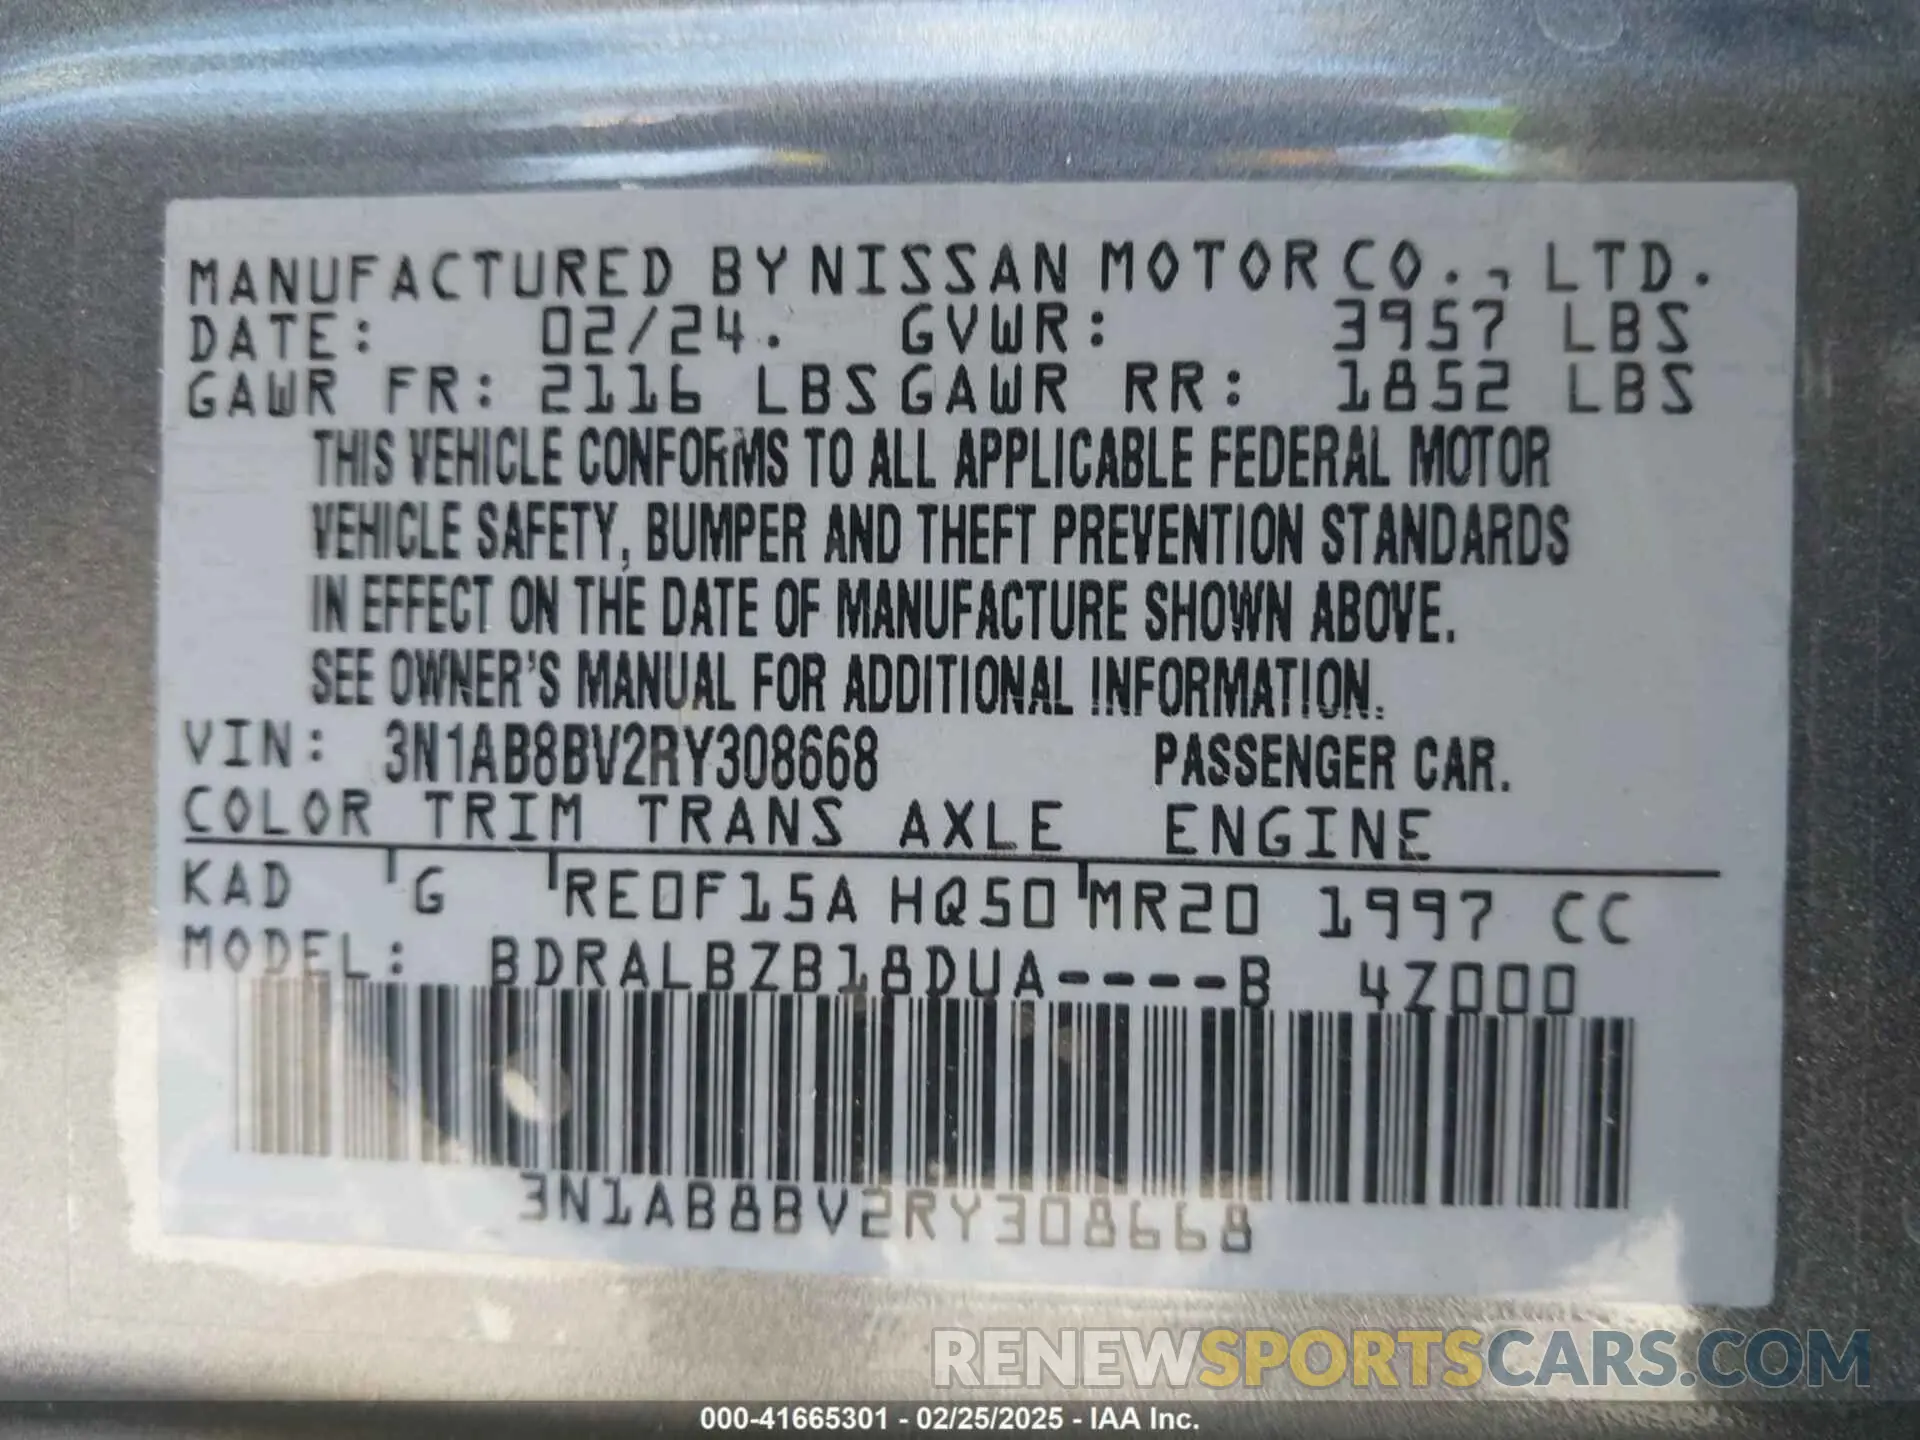 MANUFACTURED BY NISSAN MOTOR CO., LTD.
DATE: 02/24. GVWR: 3957 LBS
GAWR FR: 2116 LBS GAWR RR: 1852 LBS
THIS VEHICLE CONFORMS TO ALL APPLICABLE FEDERAL MOTOR
VEHICLE SAFETY, BUMPER AND THEFT PREVENTION STANDARDS
IN EFFECT ON THE DATE OF MANUFACTURE SHOWN ABOVE.
SEE OWNER'S MANUAL FOR ADDITIONAL INFORMATION.
VIN: 3N1AB8BV2RY308668 PASSENGER CAR.
COLOR TRIM TRANS AXLE ENGINE
KAD G RE0F15A HQ50 MR20 1997 CC
MODEL: BDRALBZB18DUA----B 4Z000
3N1AB8BV2RY308668
RENEWSPORTSCARS.COM
000-41665301 - 02/25/2025 - IAA Inc.